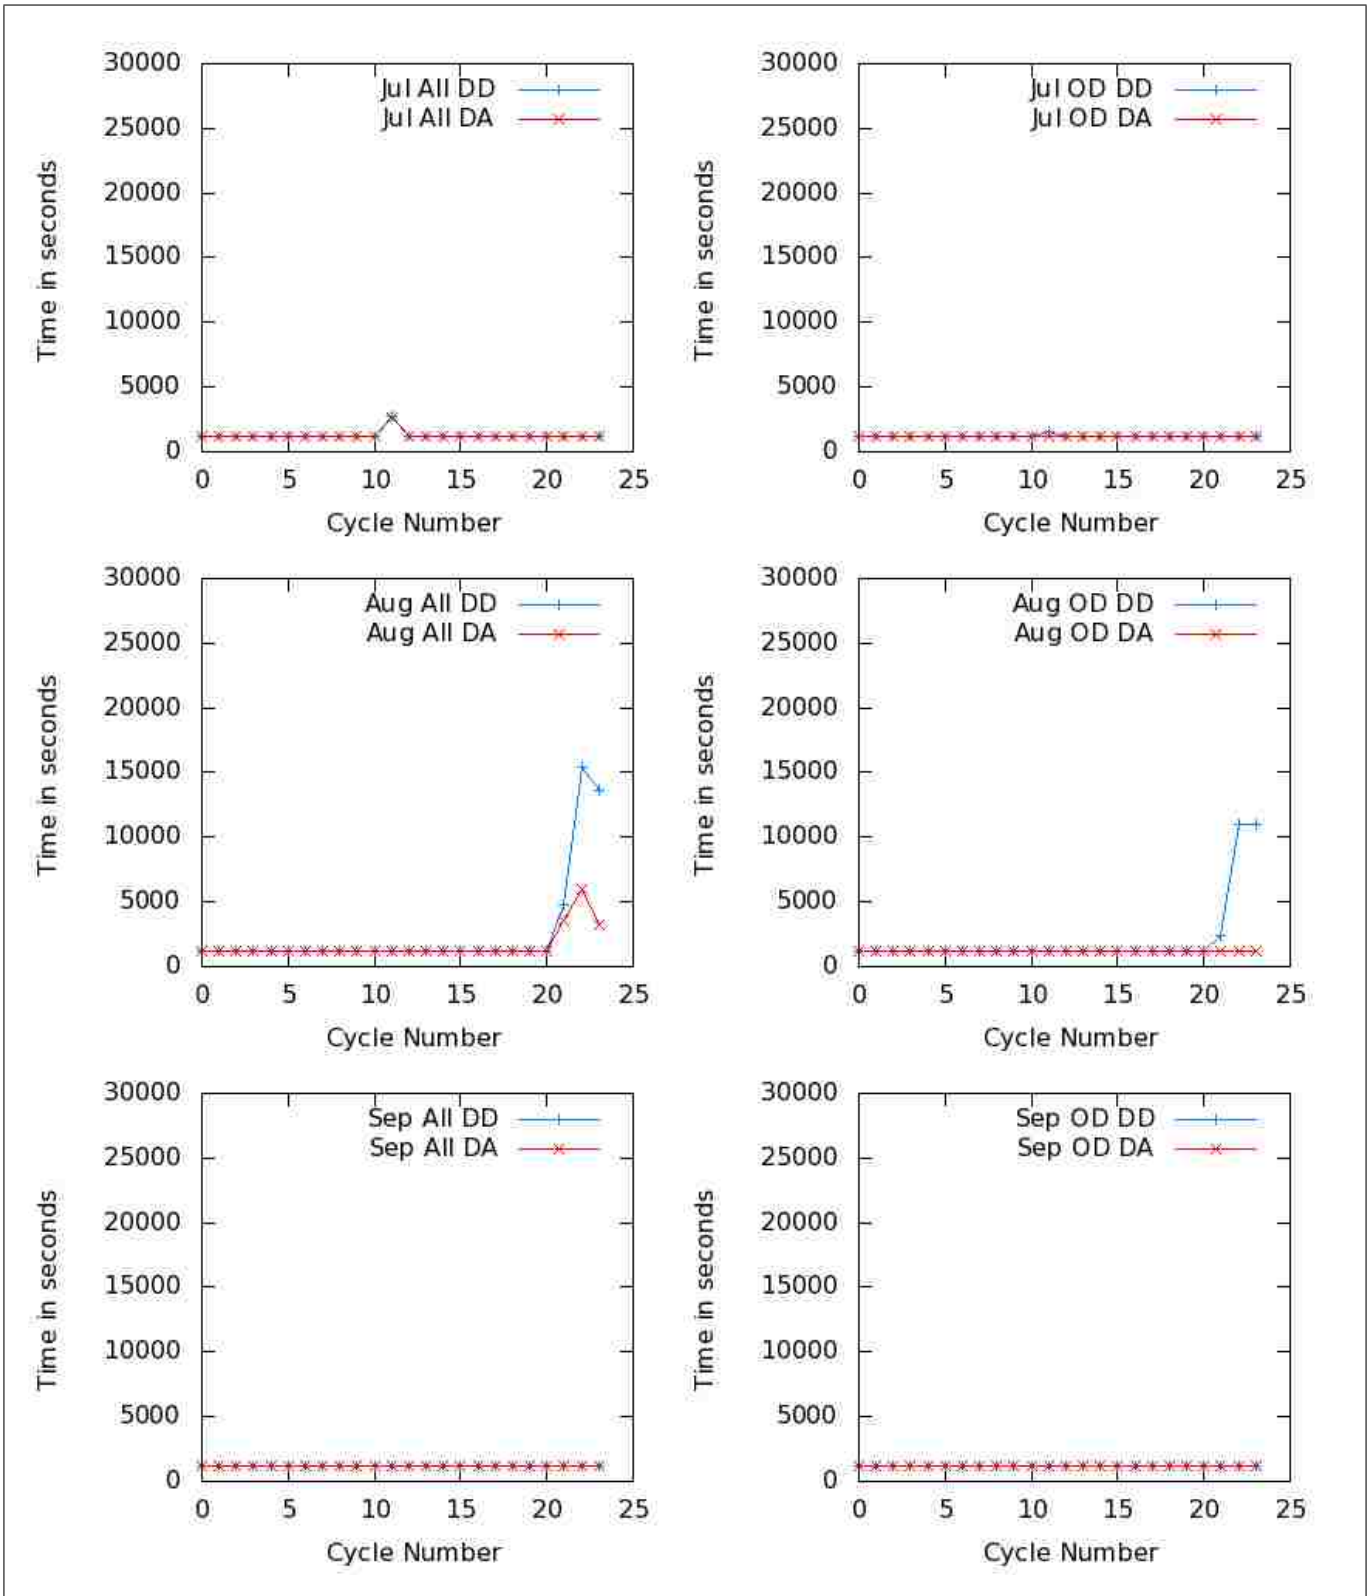 30000
25000
20000
15000
10000
5000
0
Time in seconds
Jul All DD
Jul All DA
0 5 10 15 20 25
Cycle Number
30000
25000
20000
15000
10000
5000
0
Time in seconds
Jul OD DD
Jul OD DA
0 5 10 15 20 25
Cycle Number
30000
25000
20000
15000
10000
5000
0
Time in seconds
Aug All DD
Aug All DA
0 5 10 15 20 25
Cycle Number
30000
25000
20000
15000
10000
5000
0
Time in seconds
Aug OD DD
Aug OD DA
0 5 10 15 20 25
Cycle Number
30000
25000
20000
15000
10000
5000
0
Time in seconds
Sep All DD
Sep All DA
0 5 10 15 20 25
Cycle Number
30000
25000
20000
15000
10000
5000
0
Time in seconds
Sep OD DD
Sep OD DA
0 5 10 15 20 25
Cycle Number